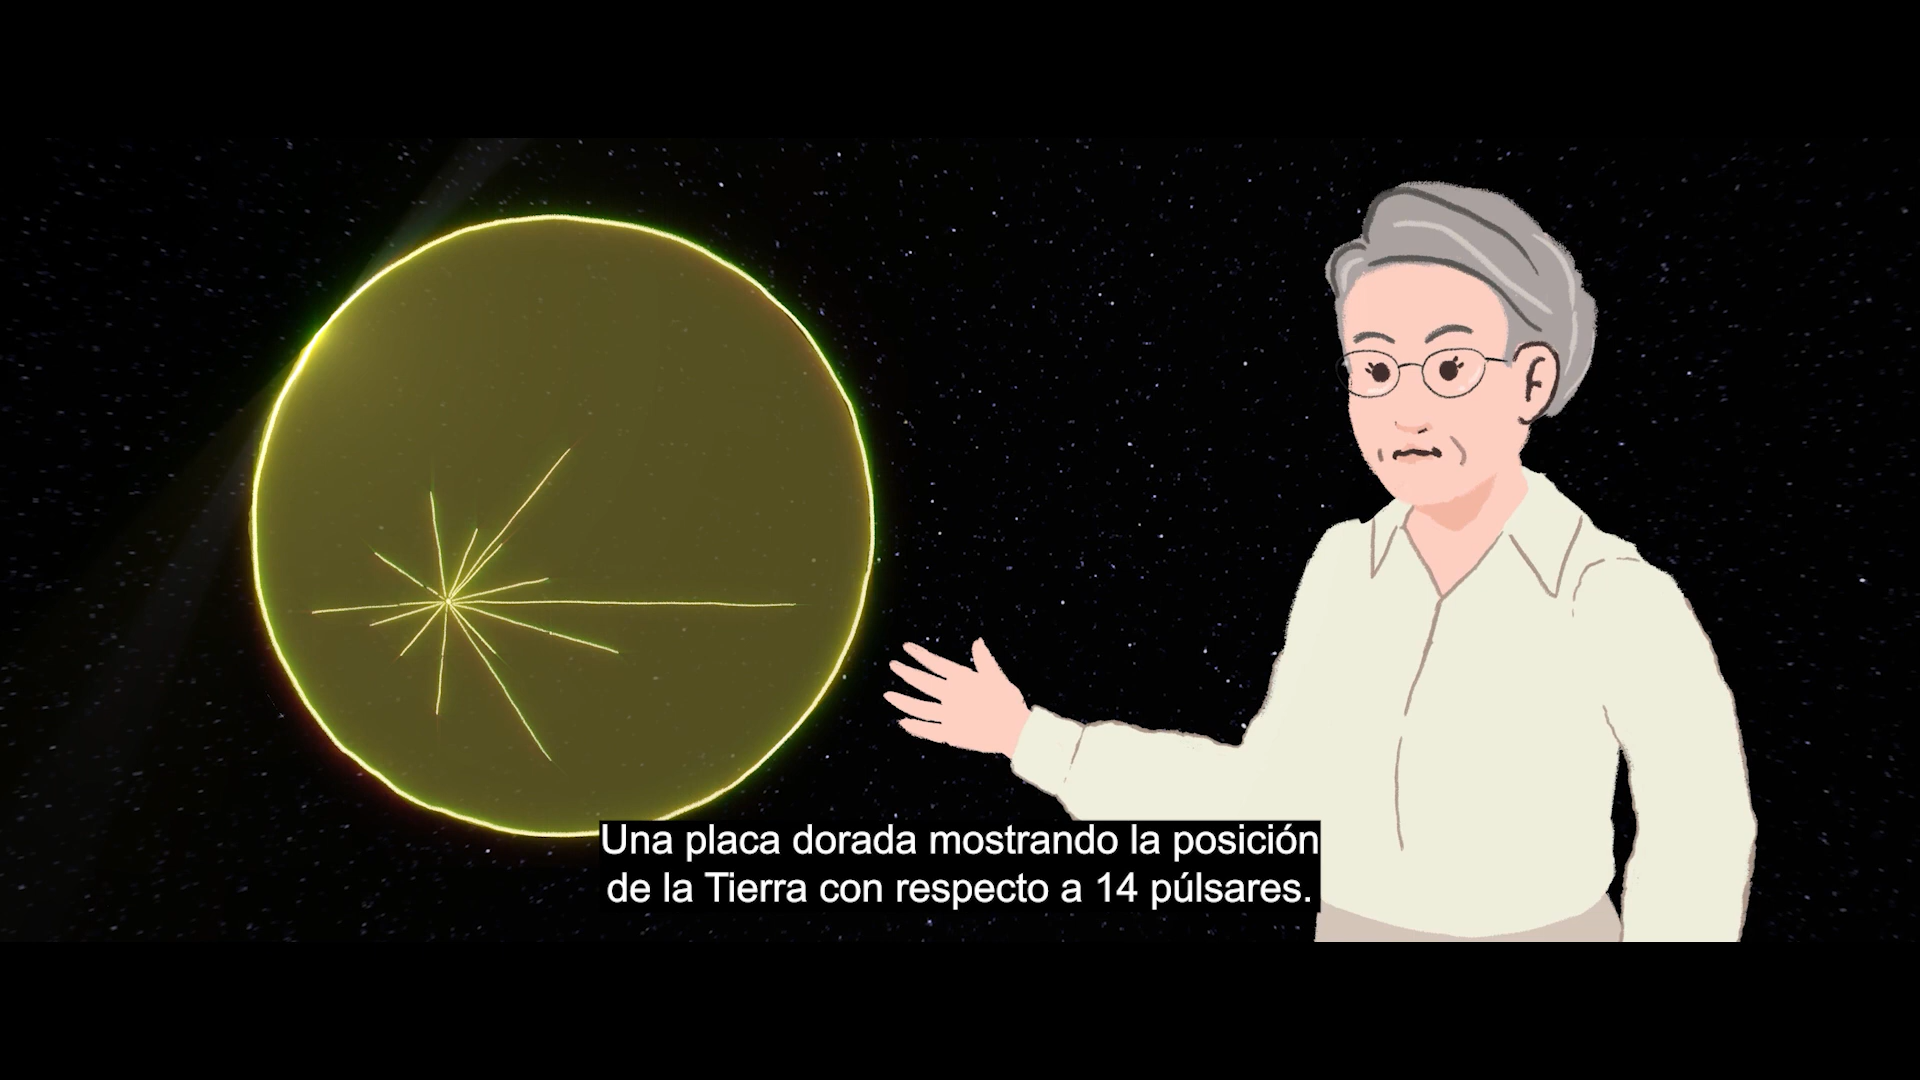 Una placa dorada mostrando la posición
de la Tierra con respecto a 14 púlsares.